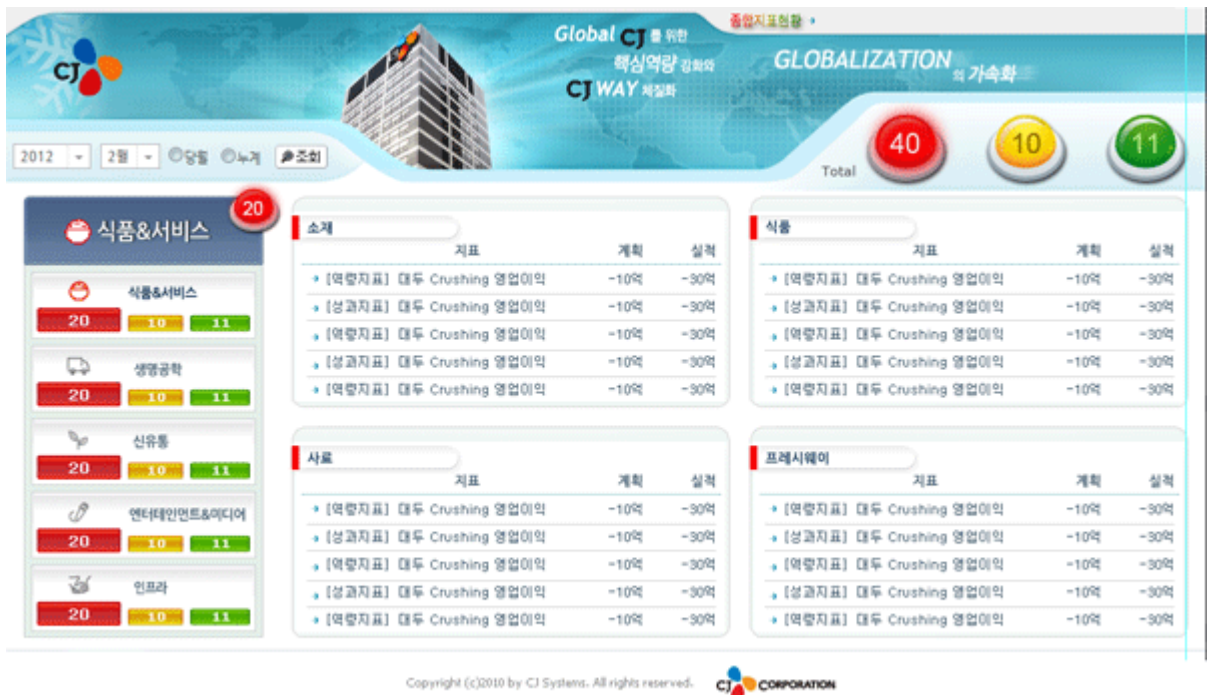 종합지표현황
CJ
Global CJ 를 위한
핵심역량 강화와
CJ WAY 체질화
GLOBALIZATION 의 가속화
2012 2월 당월 누계 조회
Total 40 10 11
식품&서비스 20
식품&서비스
20 10 11
생명공학
20 10 11
신유통
20 10 11
엔터테인먼트&미디어
20 10 11
인프라
20 10 11
소재
지표 계획 실적
[역량지표] 대두 Crushing 영업이익 -10억 -30억
[성과지표] 대두 Crushing 영업이익 -10억 -30억
[역량지표] 대두 Crushing 영업이익 -10억 -30억
[성과지표] 대두 Crushing 영업이익 -10억 -30억
[역량지표] 대두 Crushing 영업이익 -10억 -30억
식품
지표 계획 실적
[역량지표] 대두 Crushing 영업이익 -10억 -30억
[성과지표] 대두 Crushing 영업이익 -10억 -30억
[역량지표] 대두 Crushing 영업이익 -10억 -30억
[성과지표] 대두 Crushing 영업이익 -10억 -30억
[역량지표] 대두 Crushing 영업이익 -10억 -30억
사료
지표 계획 실적
[역량지표] 대두 Crushing 영업이익 -10억 -30억
[성과지표] 대두 Crushing 영업이익 -10억 -30억
[역량지표] 대두 Crushing 영업이익 -10억 -30억
[성과지표] 대두 Crushing 영업이익 -10억 -30억
[역량지표] 대두 Crushing 영업이익 -10억 -30억
프레시웨이
지표 계획 실적
[역량지표] 대두 Crushing 영업이익 -10억 -30억
[성과지표] 대두 Crushing 영업이익 -10억 -30억
[역량지표] 대두 Crushing 영업이익 -10억 -30억
[성과지표] 대두 Crushing 영업이익 -10억 -30억
[역량지표] 대두 Crushing 영업이익 -10억 -30억
Copyright (c)2010 by CJ Systems. All rights reserved. CJ CORPORATION